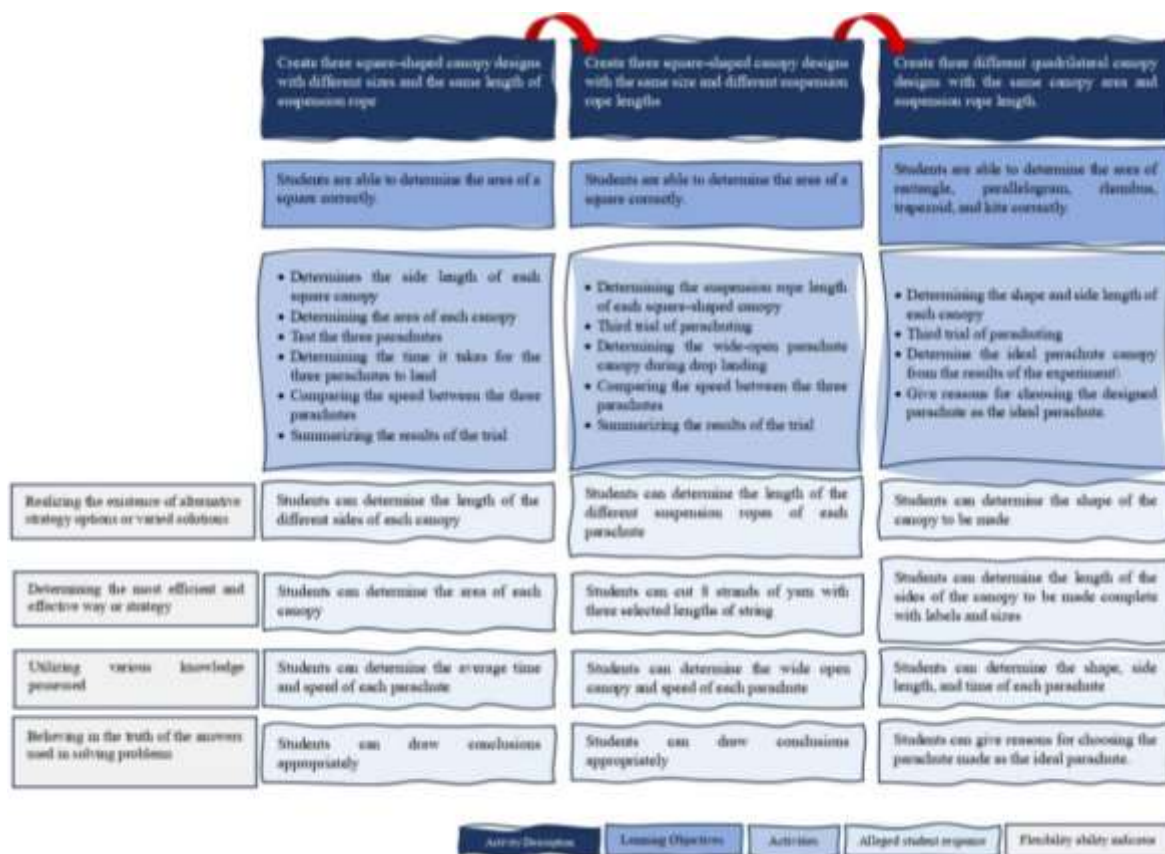 Create three square-shaped canopy designs
with different sizes and the same length of
suspension rope
Create three square-shaped canopy designs
with the same size and different suspension
rope lengths
Create three different quadrilateral canopy
designs with the same canopy area and
suspension rope length.
Students are able to determine the area of a
square correctly.
Students are able to determine the area of a
square correctly.
Students are able to determine the area of
rectangle, parallelogram, rhombus,
trapezoid, and kite correctly.
• Determines the side length of each
square canopy
• Determining the area of each canopy
• Test the three parachutes
• Determining the time it takes for the
three parachutes to land
• Comparing the speed between the three
parachutes
• Summarizing the results of the trial
• Determining the suspension rope length
of each square-shaped canopy
• Third trial of parachuting
• Determining the wide-open parachute
canopy during drop landing
• Comparing the speed between the three
parachutes
• Summarizing the results of the trial
• Determining the shape and side length of
each canopy
• Third trial of parachuting
• Determine the ideal parachute canopy
from the results of the experiment\
• Give reasons for choosing the designed
parachute as the ideal parachute.
Realizing the existence of alternative
strategy options or varied solutions
Students can determine the length of the
different sides of each canopy
Students can determine the length of the
different suspension ropes of each
parachute
Students can determine the shape of the
canopy to be made
Determining the most efficient and
effective way or strategy
Students can determine the area of each
canopy
Students can cut 8 strands of yarn with
three selected lengths of string
Students can determine the length of the
sides of the canopy to be made complete
with labels and sizes
Utilizing various knowledge
possessed
Students can determine the average time
and speed of each parachute
Students can determine the wide open
canopy and speed of each parachute
Students can determine the shape, side
length, and time of each parachute
Believing in the truth of the answers
used in solving problems
Students can draw conclusions
appropriately
Students can draw conclusions
appropriately
Students can give reasons for choosing the
parachute made as the ideal parachute.
Activity Description
Learning Objectives
Activities
Alleged student response
Flexibility ability indicator